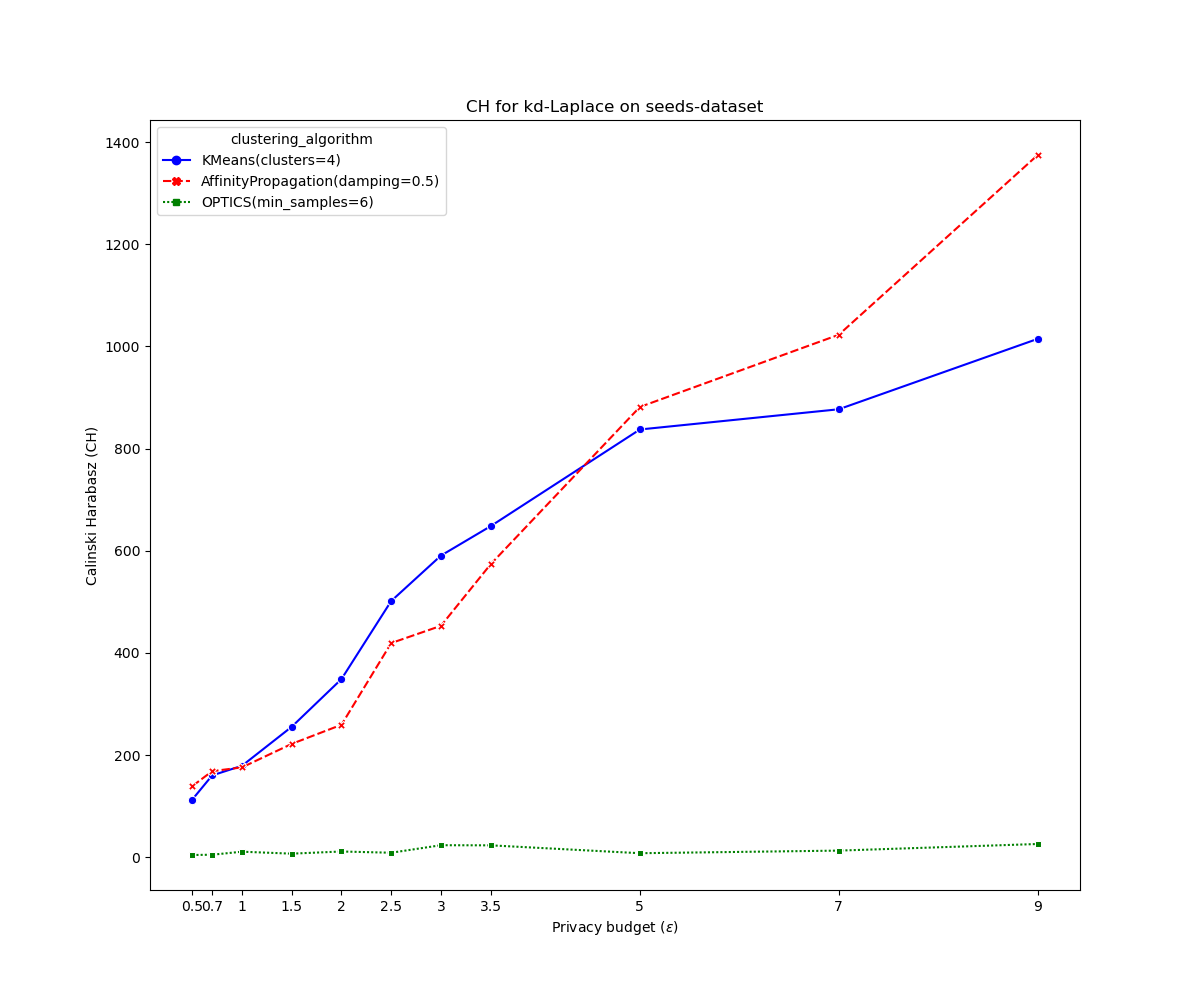 CH for kd-Laplace on seeds-dataset
clustering_algorithm
KMeans(clusters=4)
AffinityPropagation(damping=0.5)
OPTICS(min_samples=6)
1400
1200
1000
800
600
400
200
0
Calinski Harabasz (CH)
0.5 0.7 1 1.5 2 2.5 3 3.5 5 7 9
Privacy budget (ε)